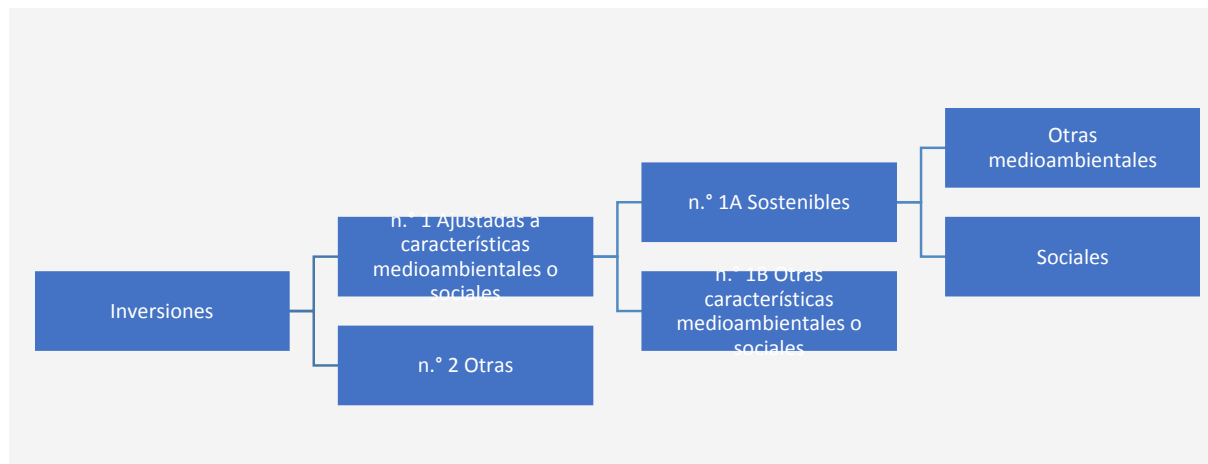 Inversiones
n.° 1 Ajustadas a
características
medioambientales o
sociales
n.° 2 Otras
n.° 1A Sostenibles
n.° 1B Otras
características
medioambientales o
sociales
Otras
medioambientales
Sociales